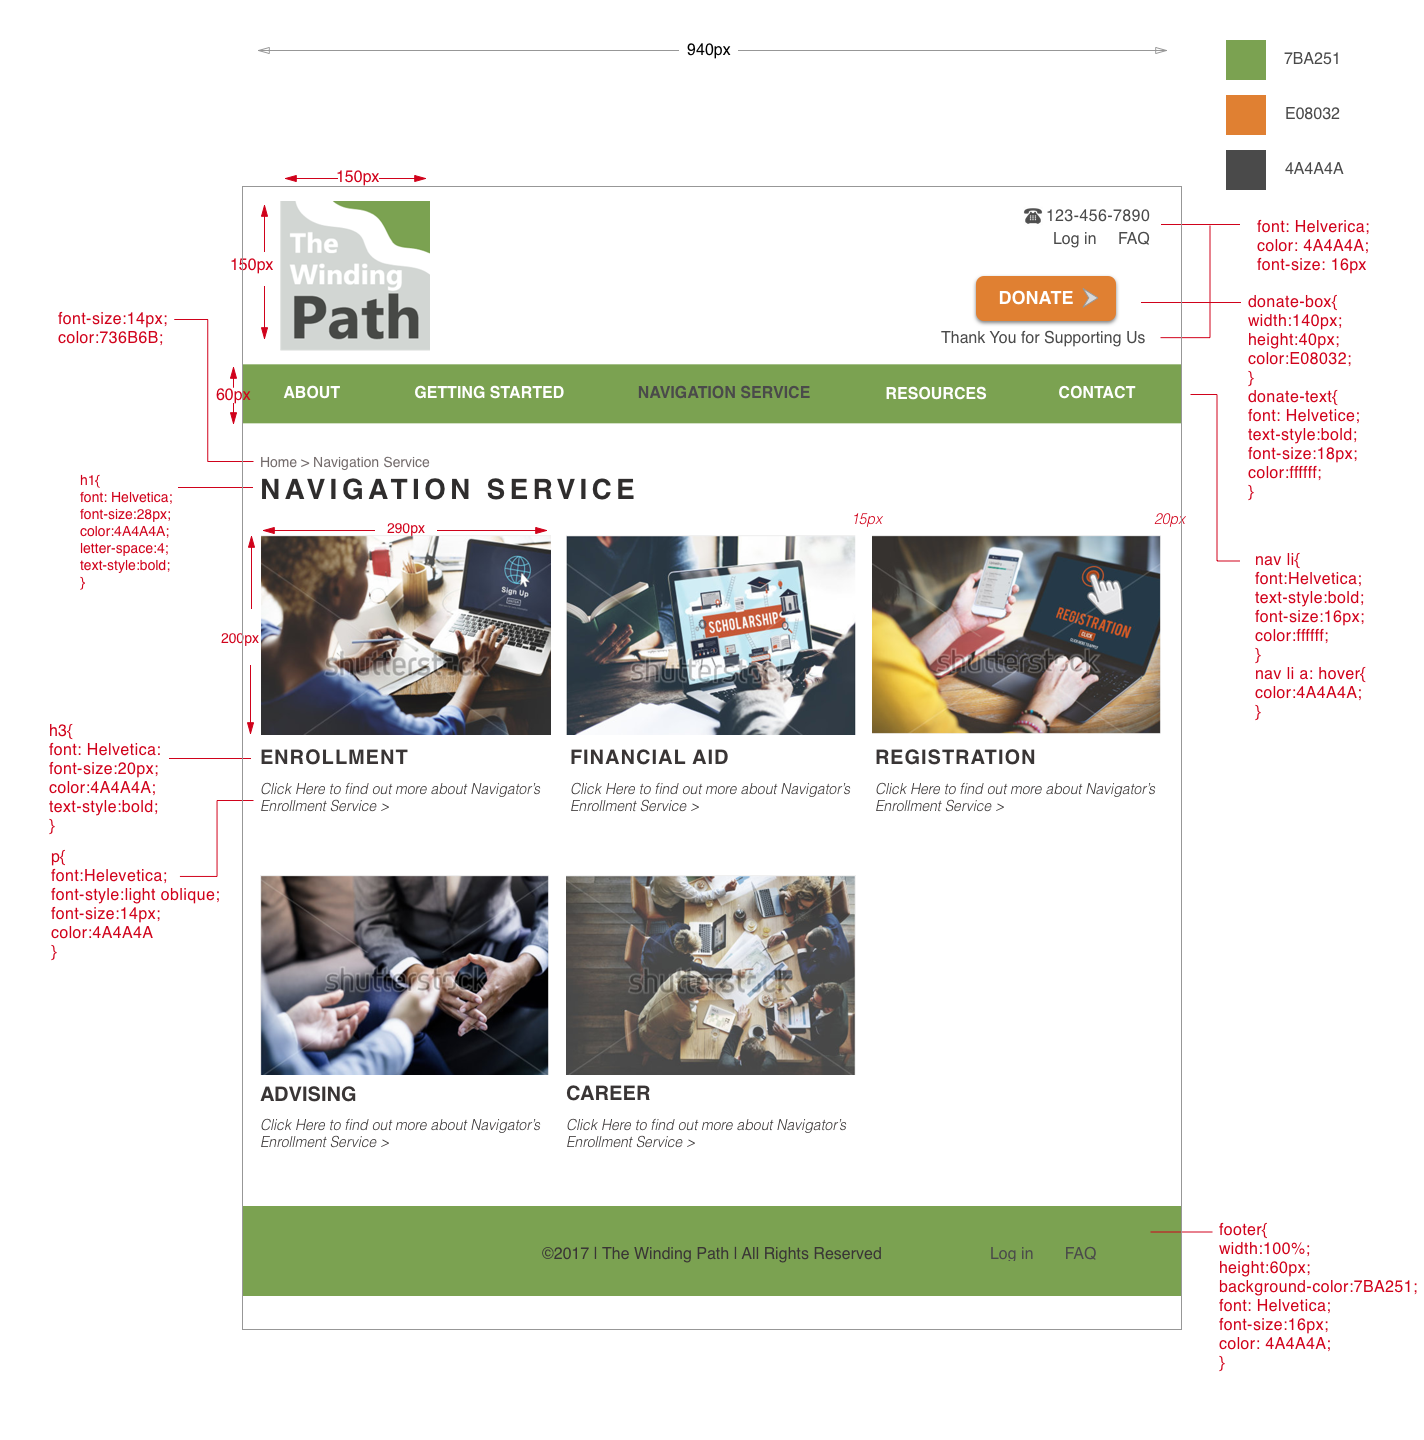 940px
7BA251
E08032
4A4A4A
150px
150px
The
Winding
Path
123-456-7890
Log in FAQ
DONATE
Thank You for Supporting Us
font: Helverica;
color: 4A4A4A;
font-size: 16px
donate-box{
width:140px;
height:40px;
color:E08032;
}
donate-text{
font: Helvetice;
text-style:bold;
font-size:18px;
color:ffffff;
}
font-size:14px;
color:736B6B;
60px
ABOUT GETTING STARTED NAVIGATION SERVICE RESOURCES CONTACT
Home > Navigation Service
NAVIGATION SERVICE
h1{
font: Helvetica;
font-size:28px;
color:4A4A4A;
letter-space:4;
text-style:bold;
}
290px
15px
20px
200px
Sign Up
ENTER
shutterstock
SCHOLARSHIP
shutterstock
REGISTRATION
CLICK
shutterstock
nav li{
font:Helvetica;
text-style:bold;
font-size:16px;
color:ffffff;
}
nav li a: hover{
color:4A4A4A;
}
h3{
font: Helvetica:
font-size:20px;
color:4A4A4A;
text-style:bold;
}
ENROLLMENT
Click Here to find out more about Navigator's
Enrollment Service >
FINANCIAL AID
Click Here to find out more about Navigator's
Enrollment Service >
REGISTRATION
Click Here to find out more about Navigator's
Enrollment Service >
p{
font:Helevetica;
font-style:light oblique;
font-size:14px;
color:4A4A4A
}
shutterstock
shutterstock
ADVISING
Click Here to find out more about Navigator's
Enrollment Service >
CAREER
Click Here to find out more about Navigator's
Enrollment Service >
©2017 | The Winding Path | All Rights Reserved
Log in FAQ
footer{
width:100%;
height:60px;
background-color:7BA251;
font: Helvetica;
font-size:16px;
color: 4A4A4A;
}